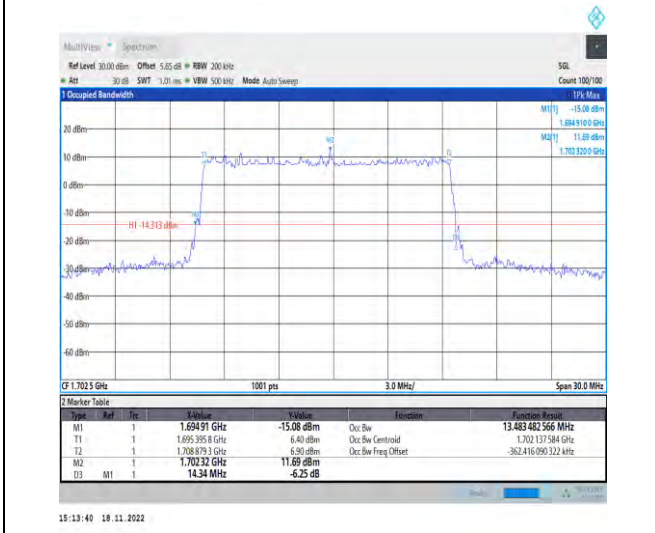 MultiView Spectrum
Ref Level 30.00 dBm Offset 5.65 dB RBW 200 kHz SGL
Att 30 dB SWT 1.01 ms VBW 500 kHz Mode Auto Sweep Count 100/100
1 Occupied Bandwidth 1Pk Max
M1[1] -15.08 dBm
1.694 910 0 GHz
M2[1] 11.69 dBm
1.702 320 0 GHz
20 dBm
10 dBm
0 dBm
-10 dBm
H1 -14.313 dBm
-20 dBm
-30 dBm
-40 dBm
-50 dBm
-60 dBm
M2
T1
T2
CF 1.702 5 GHz 1001 pts 3.0 MHz/ Span 30.0 MHz
2 Marker Table
Type Ref Trc X-Value Y-Value Function Function Result
M1 1 1.694 91 GHz -15.08 dBm Occ Bw 13.483 482 566 MHz
T1 1 1.695 395 8 GHz 6.40 dBm Occ Bw Centroid 1.702 137 584 GHz
T2 1 1.708 879 3 GHz 6.90 dBm Occ Bw Freq Offset -362.416 090 322 kHz
M2 1 1.702 32 GHz 11.69 dBm
D3 M1 1 14.34 MHz -6.25 dB
15:13:40 18.11.2022